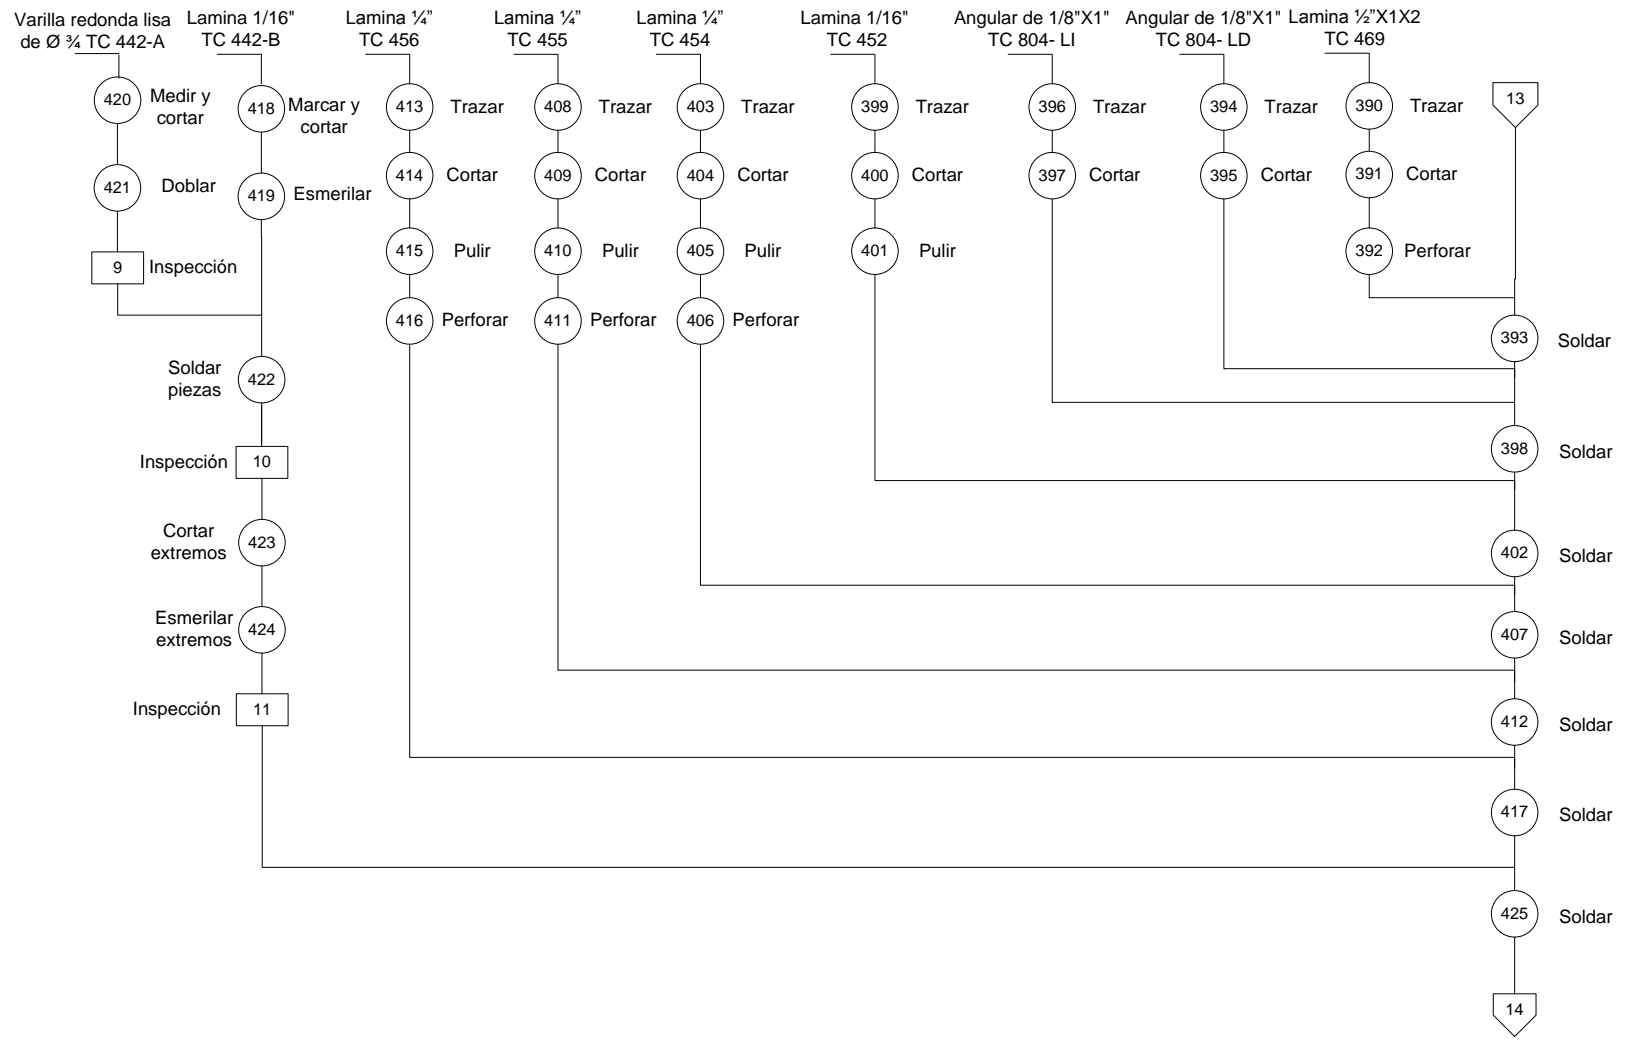 Varilla redonda lisa
de Ø ¾ TC 442-A
Lamina 1/16"
TC 442-B
Lamina ¼”
TC 456
Lamina ¼”
TC 455
Lamina ¼”
TC 454
Lamina 1/16"
TC 452
Angular de 1/8"X1"
TC 804- LI
Angular de 1/8"X1"
TC 804- LD
Lamina ½”X1X2
TC 469
420
Medir y
cortar
421
Doblar
9
Inspección
418
Marcar y
cortar
419
Esmerilar
Soldar
piezas
422
Inspección
10
Cortar
extremos
423
Esmerilar
extremos
424
Inspección
11
413
Trazar
414
Cortar
415
Pulir
416
Perforar
408
Trazar
409
Cortar
410
Pulir
411
Perforar
403
Trazar
404
Cortar
405
Pulir
406
Perforar
399
Trazar
400
Cortar
401
Pulir
396
Trazar
397
Cortar
394
Trazar
395
Cortar
390
Trazar
391
Cortar
392
Perforar
13
393
Soldar
398
Soldar
402
Soldar
407
Soldar
412
Soldar
417
Soldar
425
Soldar
14